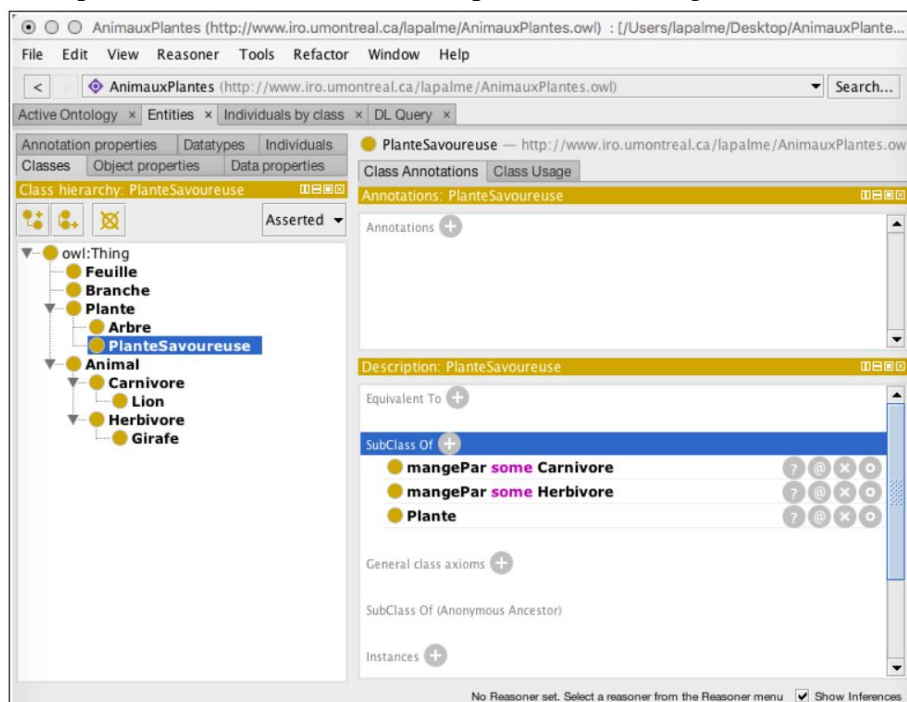 AnimauxPlantes (http://www.iro.umontreal.ca/lapalme/AnimauxPlantes.owl) : [/Users/lapalme/Desktop/AnimauxPlante...
File Edit View Reasoner Tools Refactor Window Help
< > AnimauxPlantes (http://www.iro.umontreal.ca/lapalme/AnimauxPlantes.owl) Search...
Active Ontology × Entities × Individuals by class × DL Query ×
Annotation properties Datatypes Individuals
Classes Object properties Data properties
Class hierarchy: PlanteSavoureuse
Asserted
owl:Thing
Feuille
Branche
Plante
Arbre
PlanteSavoureuse
Animal
Carnivore
Lion
Herbivore
Girafe
PlanteSavoureuse — http://www.iro.umontreal.ca/lapalme/AnimauxPlantes.ow
Class Annotations Class Usage
Annotations: PlanteSavoureuse
Annotations +
Description: PlanteSavoureuse
Equivalent To +
SubClass Of +
mangePar some Carnivore ? @ × o
mangePar some Herbivore ? @ × o
Plante ? @ × o
General class axioms +
SubClass Of (Anonymous Ancestor)
Instances +
No Reasoner set. Select a reasoner from the Reasoner menu Show Inferences